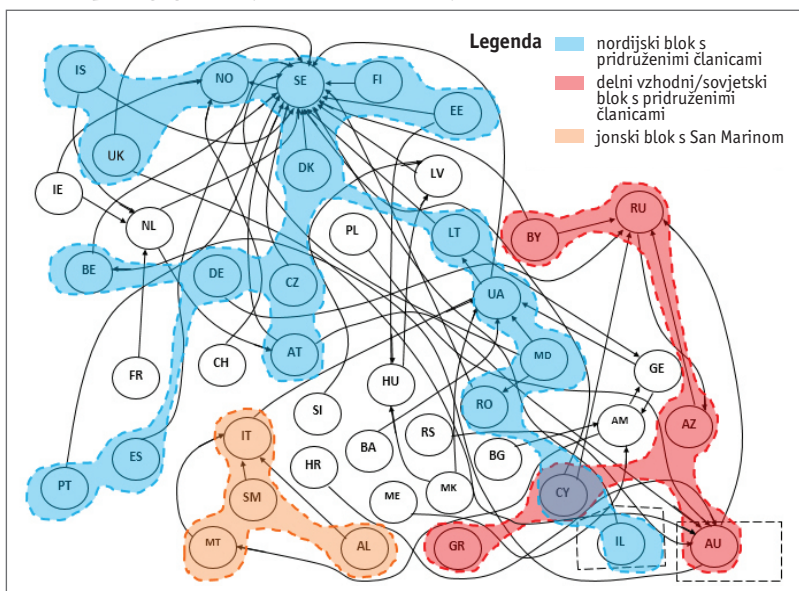 Legenda
nordijski blok s
pridruženimi članicami
delni vzhodni/sovjetski
blok s pridruženimi
članicami
jonski blok s San Marinom
IS
NO
SE
FI
EE
UK
DK
LV
IE
NL
PL
LT
BY
RU
BE
DE
CZ
UA
AT
MD
GE
FR
CH
HU
RO
SI
IT
BA
RS
AM
AZ
PT
ES
HR
BG
SM
ME
MK
CY
MT
AL
GR
IL
AU